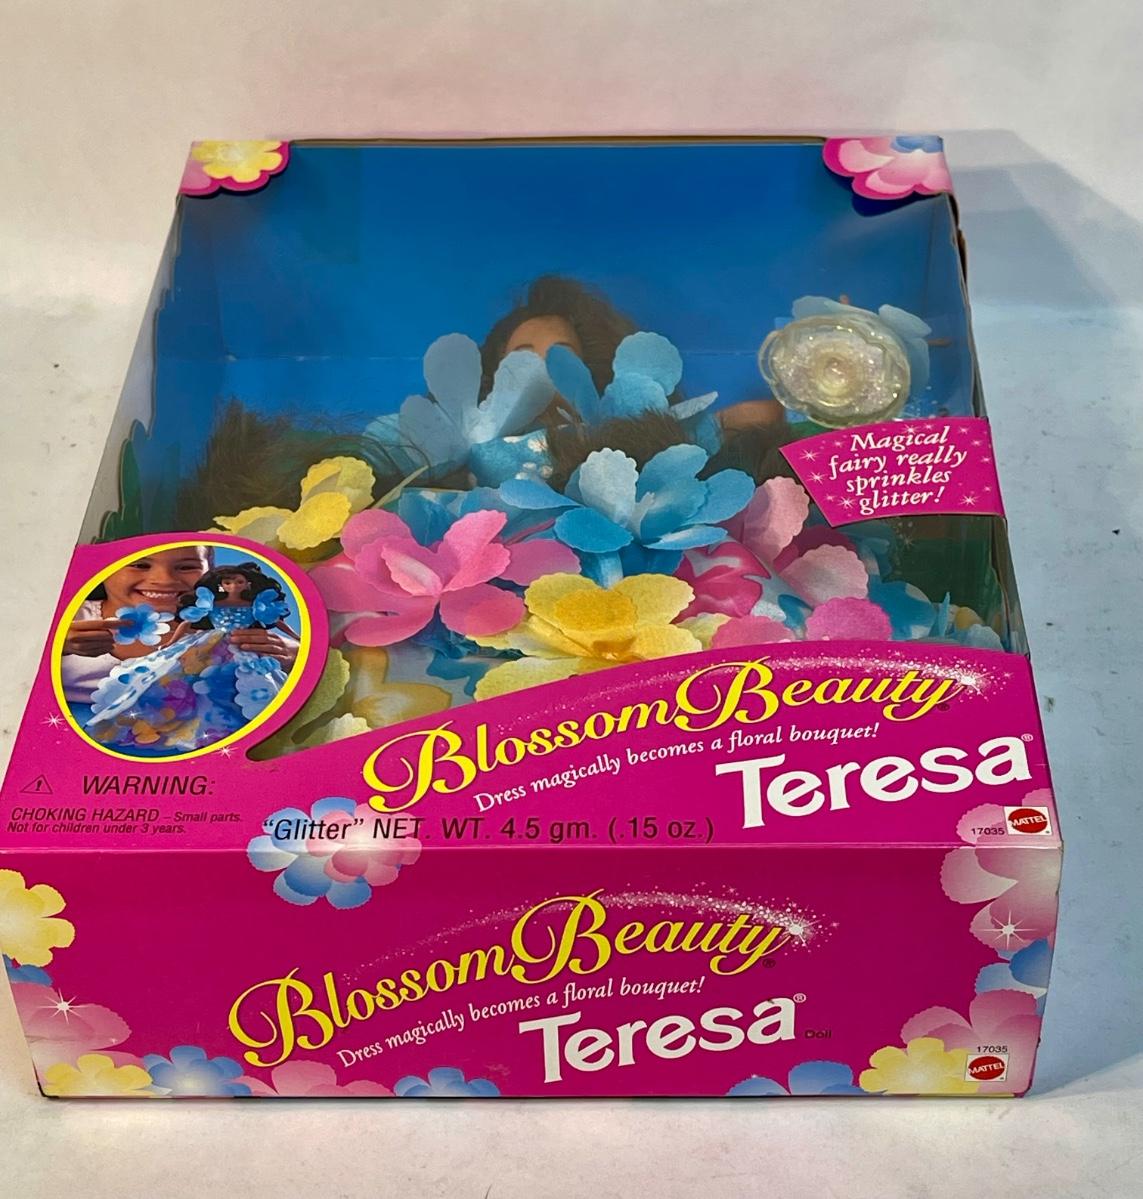 Magical
fairy really
sprinkles
glitter!
Blossom Beauty®
Dress magically becomes a floral bouquet!
Teresa®
WARNING:
CHOKING HAZARD – Small parts.
Not for children under 3 years.
"Glitter" NET. WT. 4.5 gm. (.15 oz.)
17035
MATTEL
Blossom Beauty®
Dress magically becomes a floral bouquet!
Teresa® Doll
17035
MATTEL